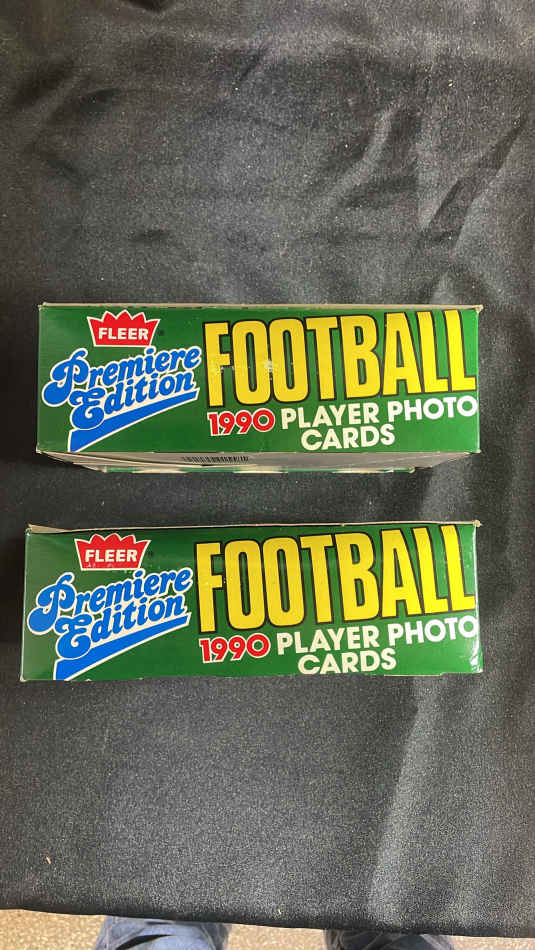 FLEER
Premiere
Edition
FOOTBALL
1990 PLAYER PHOTO
CARDS
FLEER
Premiere
Edition
FOOTBALL
1990 PLAYER PHOTO
CARDS